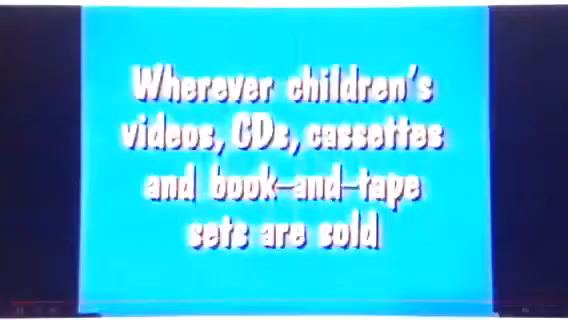 Wherever children's
videos, CDs, cassettes
and book-and-tape
sets are sold